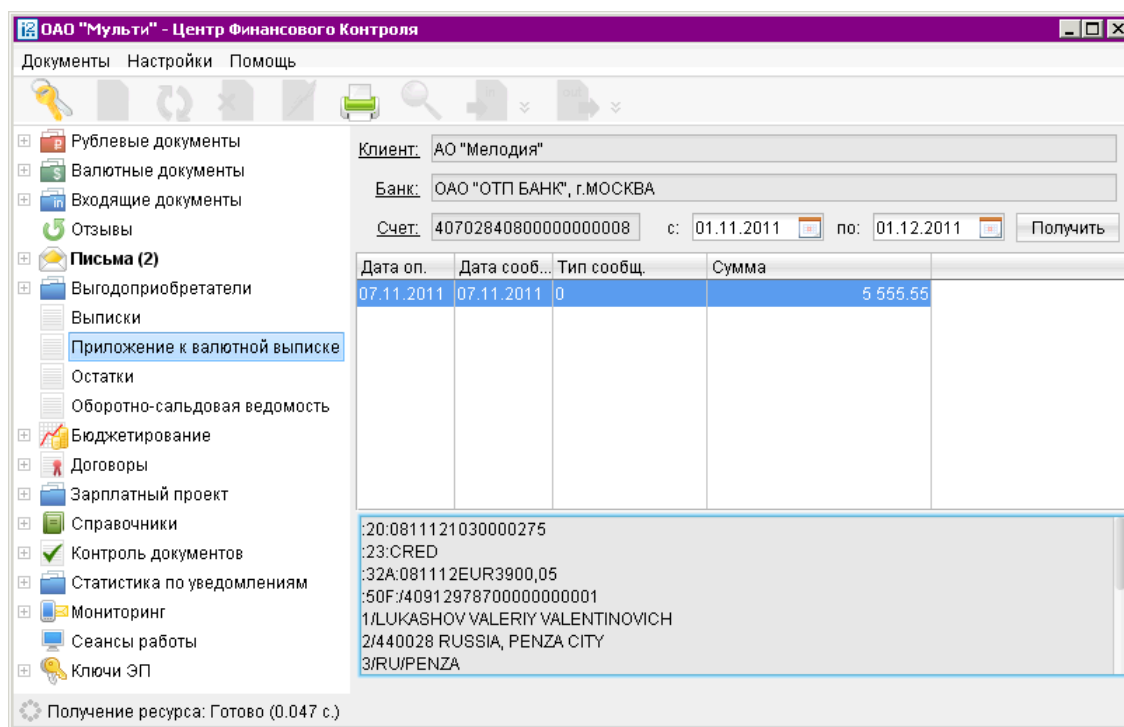 ОАО "Мульти" - Центр Финансового Контроля
Документы Настройки Помощь
in out
Рублевые документы
Валютные документы
Входящие документы
Отзывы
Письма (2)
Выгодоприобретатели
Выписки
Приложение к валютной выписке
Остатки
Оборотно-сальдовая ведомость
Бюджетирование
Договоры
Зарплатный проект
Справочники
Контроль документов
Статистика по уведомлениям
Мониторинг
Сеансы работы
Ключи ЭП
Клиент: АО "Мелодия"
Банк: ОАО "ОТП БАНК", г.МОСКВА
Счет: 40702840800000000008 с: 01.11.2011 по: 01.12.2011 Получить
Дата оп. Дата сооб... Тип сообщ. Сумма
07.11.2011 07.11.2011 0 5 555.55
:20:0811121030000275
:23:CRED
:32A:081112EUR3900,05
:50F:/40912978700000000001
1/LUKASHOV VALERIY VALENTINOVICH
2/440028 RUSSIA, PENZA CITY
3/RU/PENZA
Получение ресурса: Готово (0.047 с.)